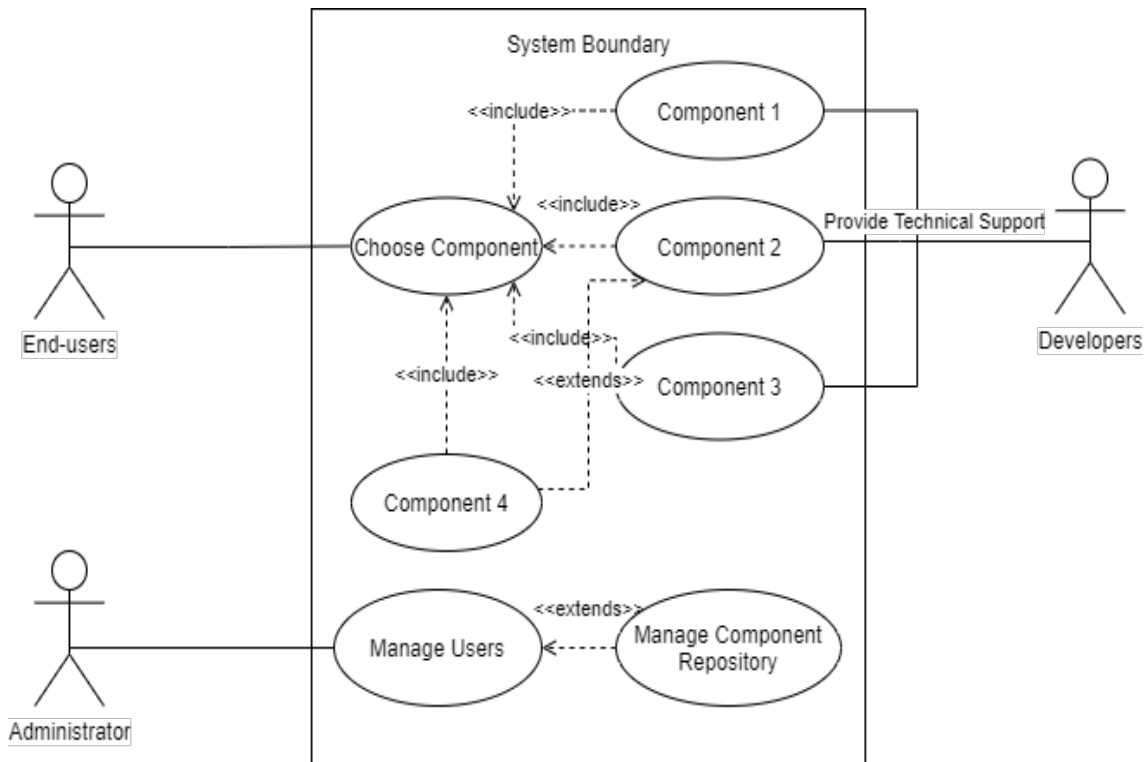 System Boundary
Component 1
<<include>>
<<include>>
Provide Technical Support
Choose Component
Component 2
<<include>>
End-users
Developers
<<include>>
<<extends>>
Component 3
Component 4
<<extends>>
Manage Users
Manage Component
Repository
Administrator